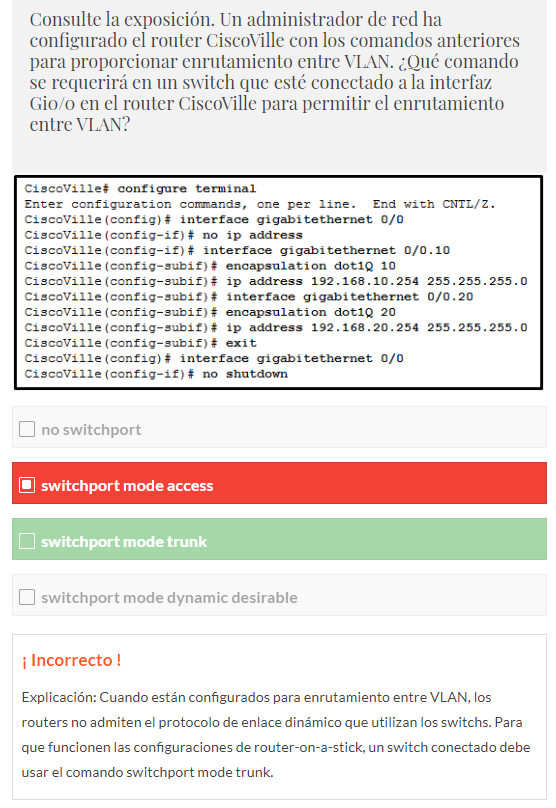 Consulte la exposición. Un administrador de red ha
configurado el router CiscoVille con los comandos anteriores
para proporcionar enrutamiento entre VLAN. ¿Qué comando
se requerirá en un switch que esté conectado a la interfaz
Gi0/0 en el router CiscoVille para permitir el enrutamiento
entre VLAN?
CiscoVille# configure terminal
Enter configuration commands, one per line. End with CNTL/Z.
CiscoVille(config)# interface gigabitethernet 0/0
CiscoVille(config-if)# no ip address
CiscoVille(config-if)# interface gigabitethernet 0/0.10
CiscoVille(config-subif)# encapsulation dot1Q 10
CiscoVille(config-subif)# ip address 192.168.10.254 255.255.255.0
CiscoVille(config-subif)# interface gigabitethernet 0/0.20
CiscoVille(config-subif)# encapsulation dot1Q 20
CiscoVille(config-subif)# ip address 192.168.20.254 255.255.255.0
CiscoVille(config-subif)# exit
CiscoVille(config)# interface gigabitethernet 0/0
CiscoVille(config-if)# no shutdown
no switchport
switchport mode access
switchport mode trunk
switchport mode dynamic desirable
¡ Incorrecto !
Explicación: Cuando están configurados para enrutamiento entre VLAN, los
routers no admiten el protocolo de enlace dinámico que utilizan los switchs. Para
que funcionen las configuraciones de router-on-a-stick, un switch conectado debe
usar el comando switchport mode trunk.